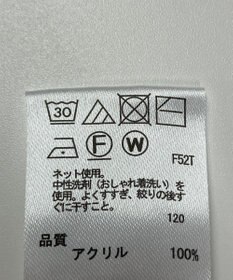 30
F52T
F W
ネット使用。
中性洗剤(おしゃれ着洗い)を
使用。よくすすぎ、絞りの後す
ぐに干すこと。
120
品質
アクリル 100%